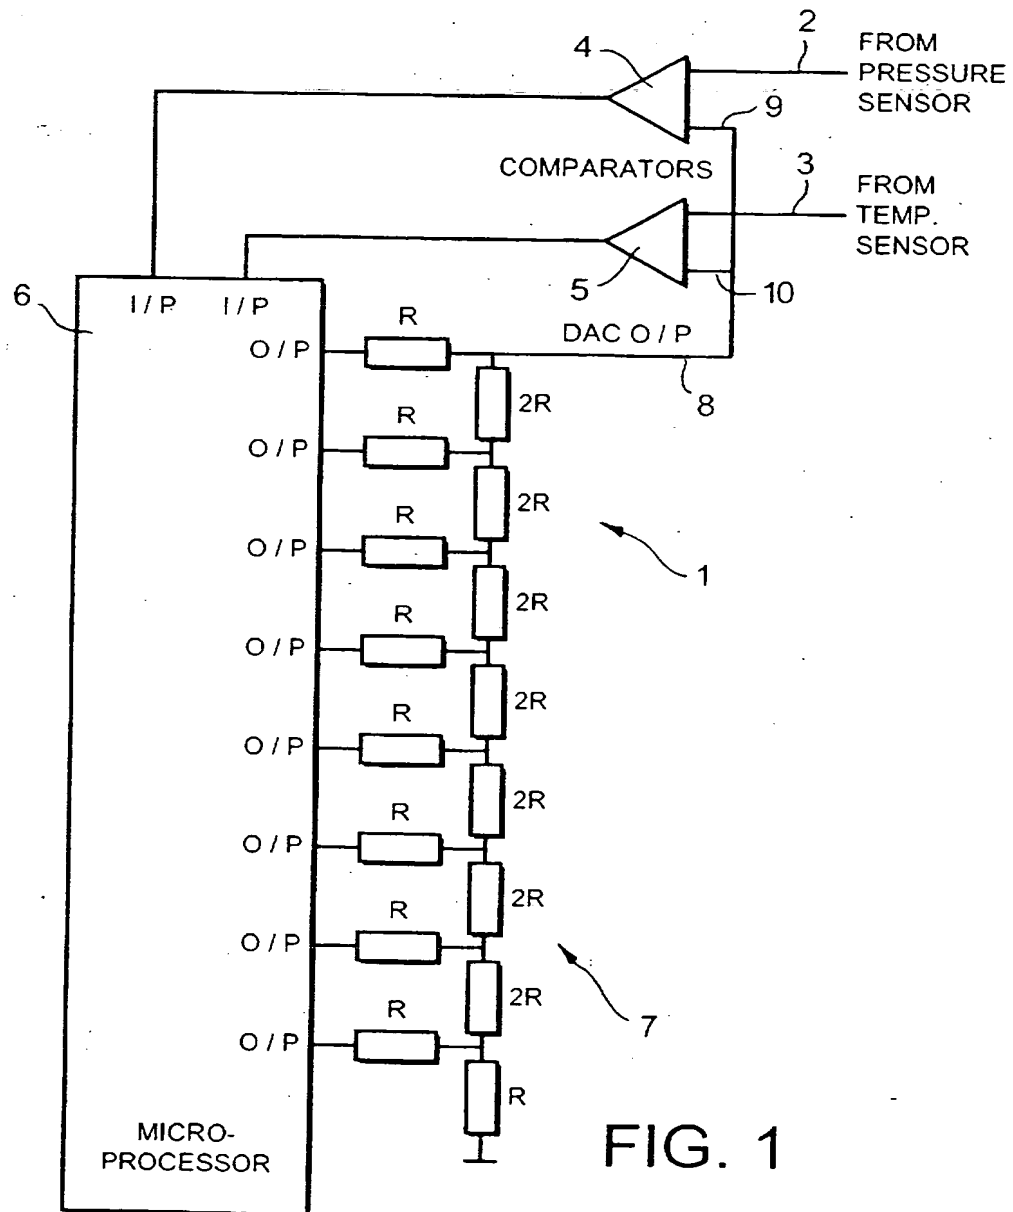 2
FROM
PRESSURE
SENSOR
4
9
COMPARATORS
3
FROM
TEMP.
SENSOR
5
10
6
I / P I / P
R
DAC O / P
O / P
8
2R
R
O / P
2R
R
O / P
1
2R
R
O / P
2R
R
O / P
2R
R
O / P
2R
R
O / P
2R
7
R
O / P
R
MICRO-
PROCESSOR
FIG. 1